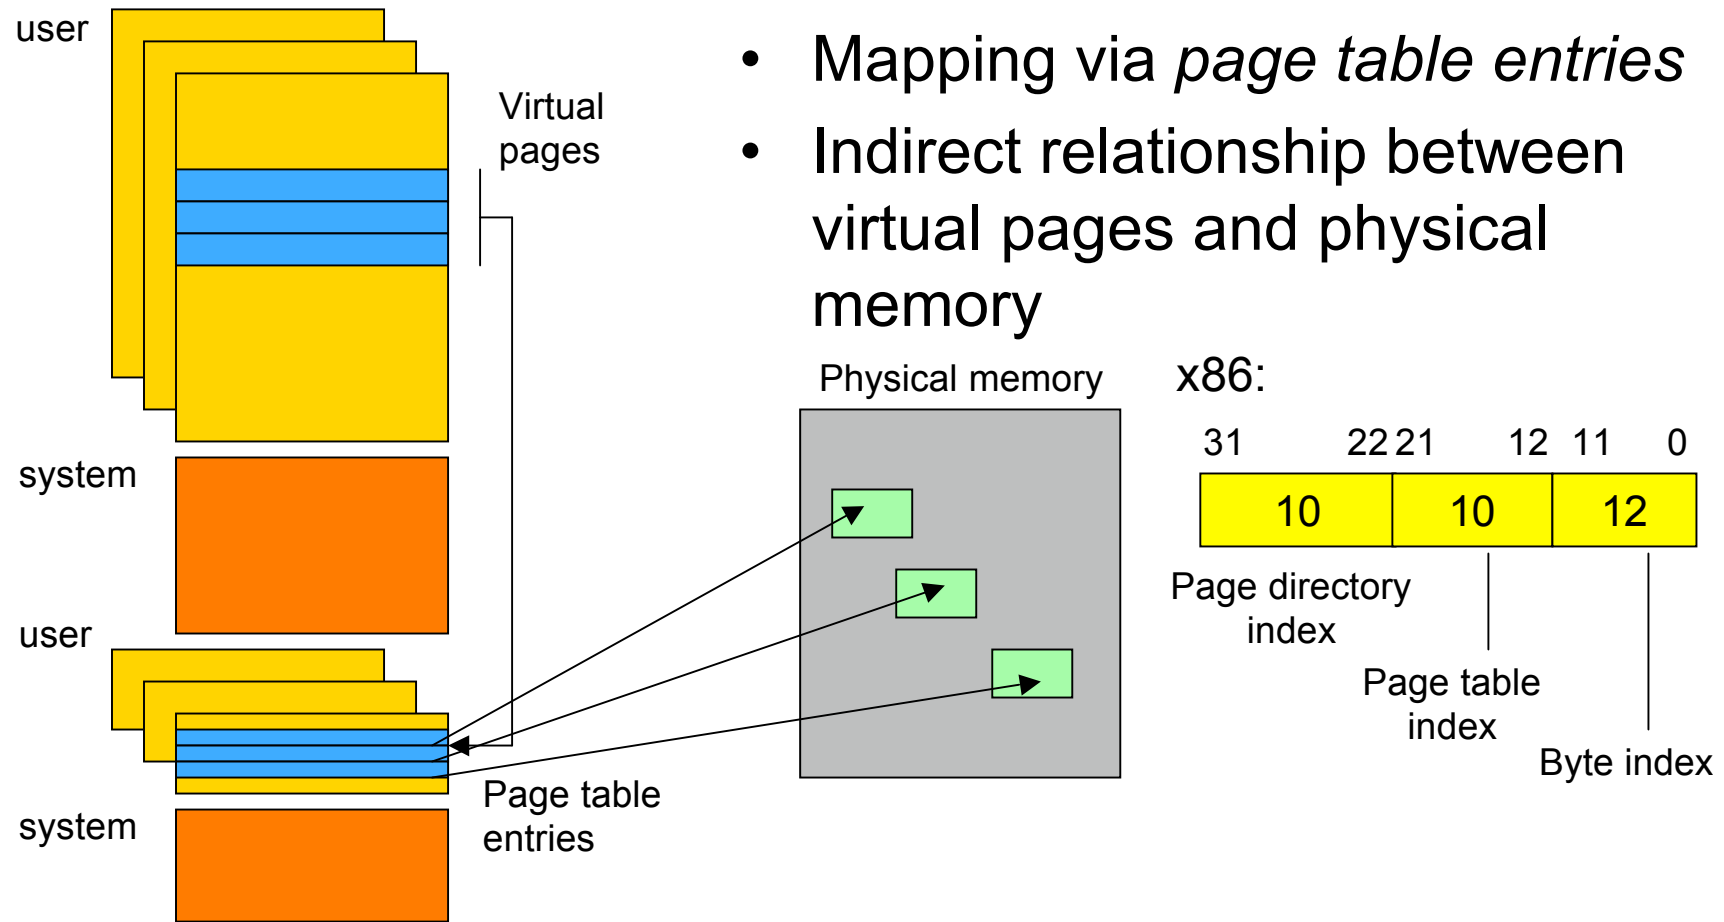 user
Virtual
pages
• Mapping via page table entries
• Indirect relationship between
virtual pages and physical
memory
Physical memory
x86:
31 22 21 12 11 0
10 10 12
Page directory
index
Page table
index
Byte index
system
user
Page table
entries
system